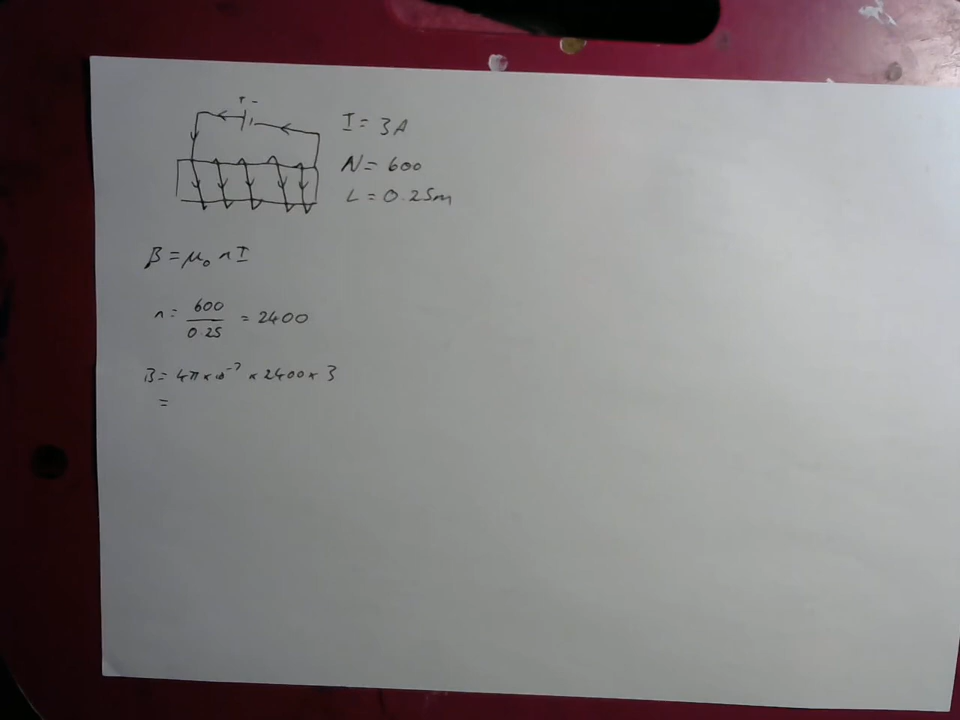 + -
I = 3A
N = 600
L = 0.25m
B = μ₀ n I
n = 600/0.25 = 2400
B = 4π × 10⁻⁷ × 2400 × 3
=